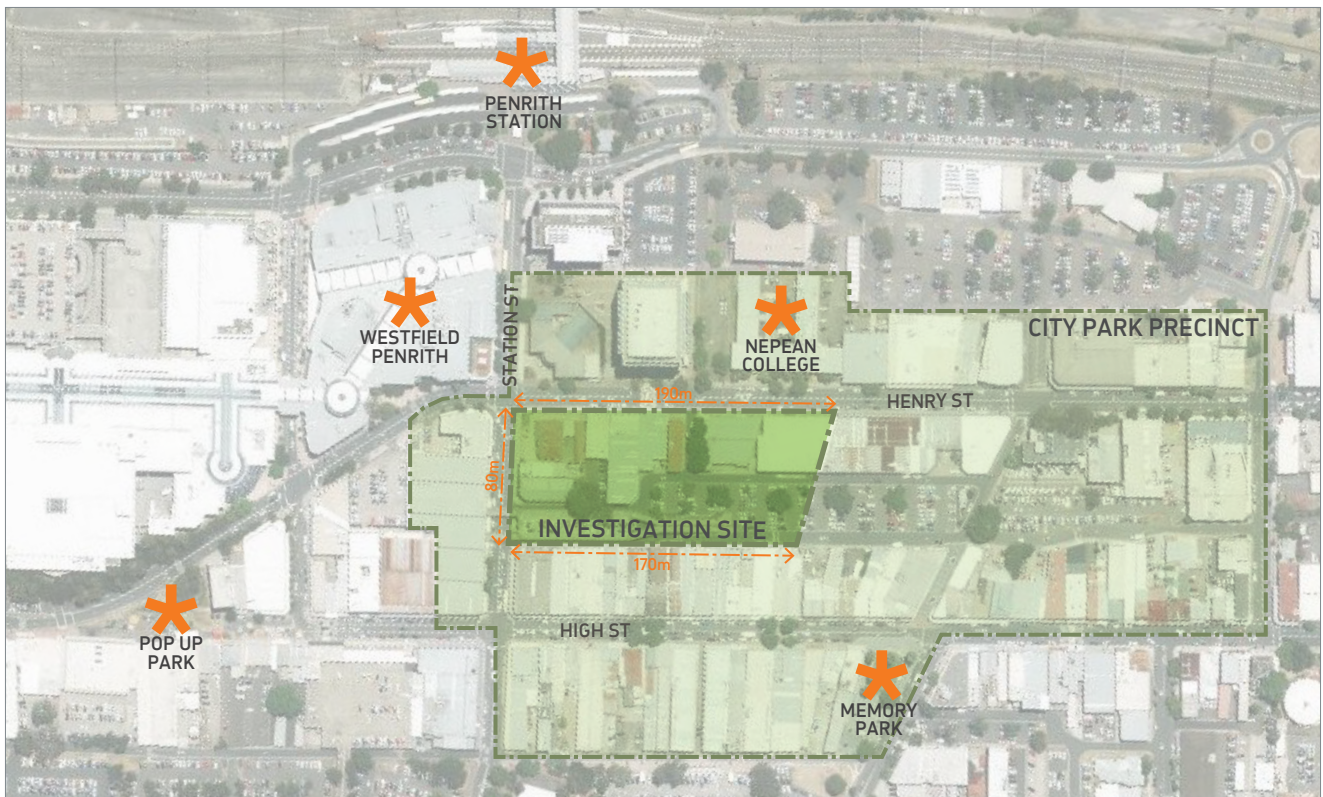 PENRITH
STATION
STATION ST
WESTFIELD
PENRITH
NEPEAN
COLLEGE
CITY PARK PRECINCT
190m
HENRY ST
80m
INVESTIGATION SITE
170m
POP UP
PARK
HIGH ST
MEMORY
PARK